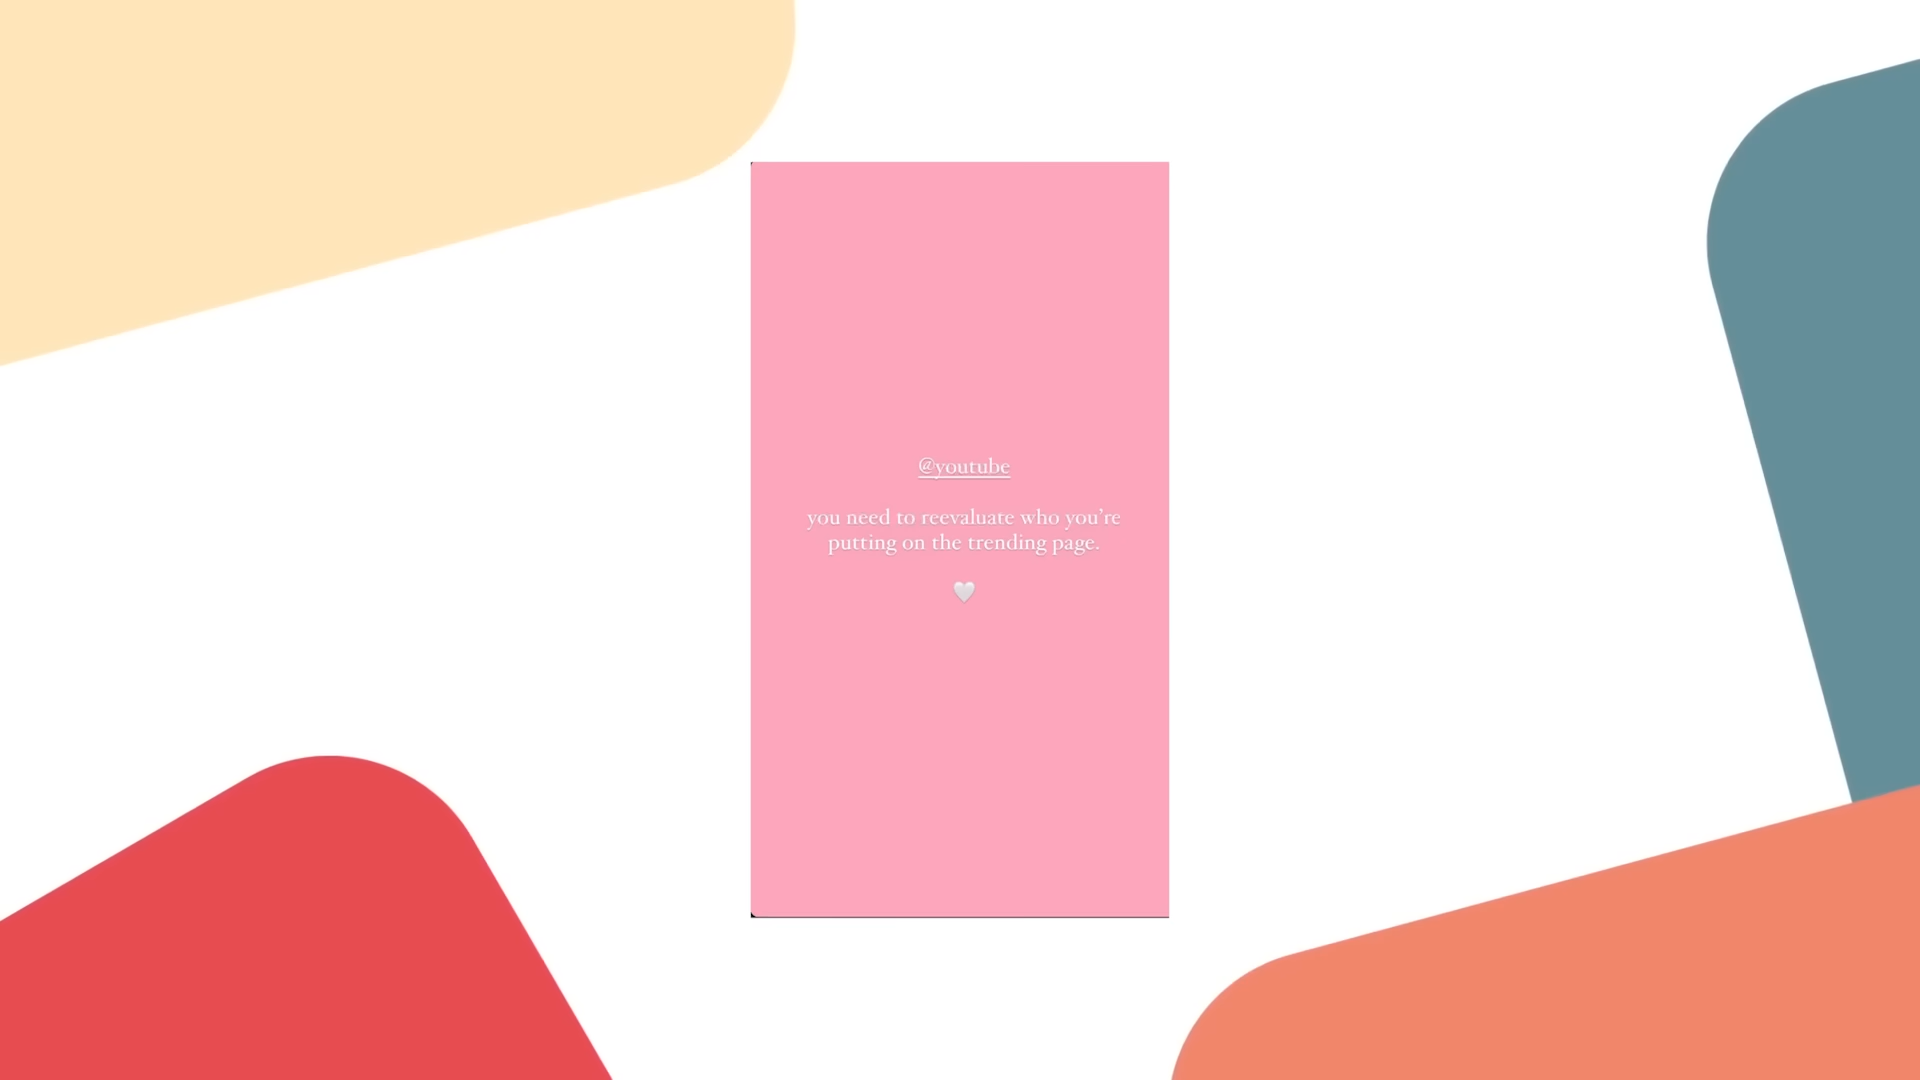 @youtube
you need to reevaluate who you’re
putting on the trending page.
🤍